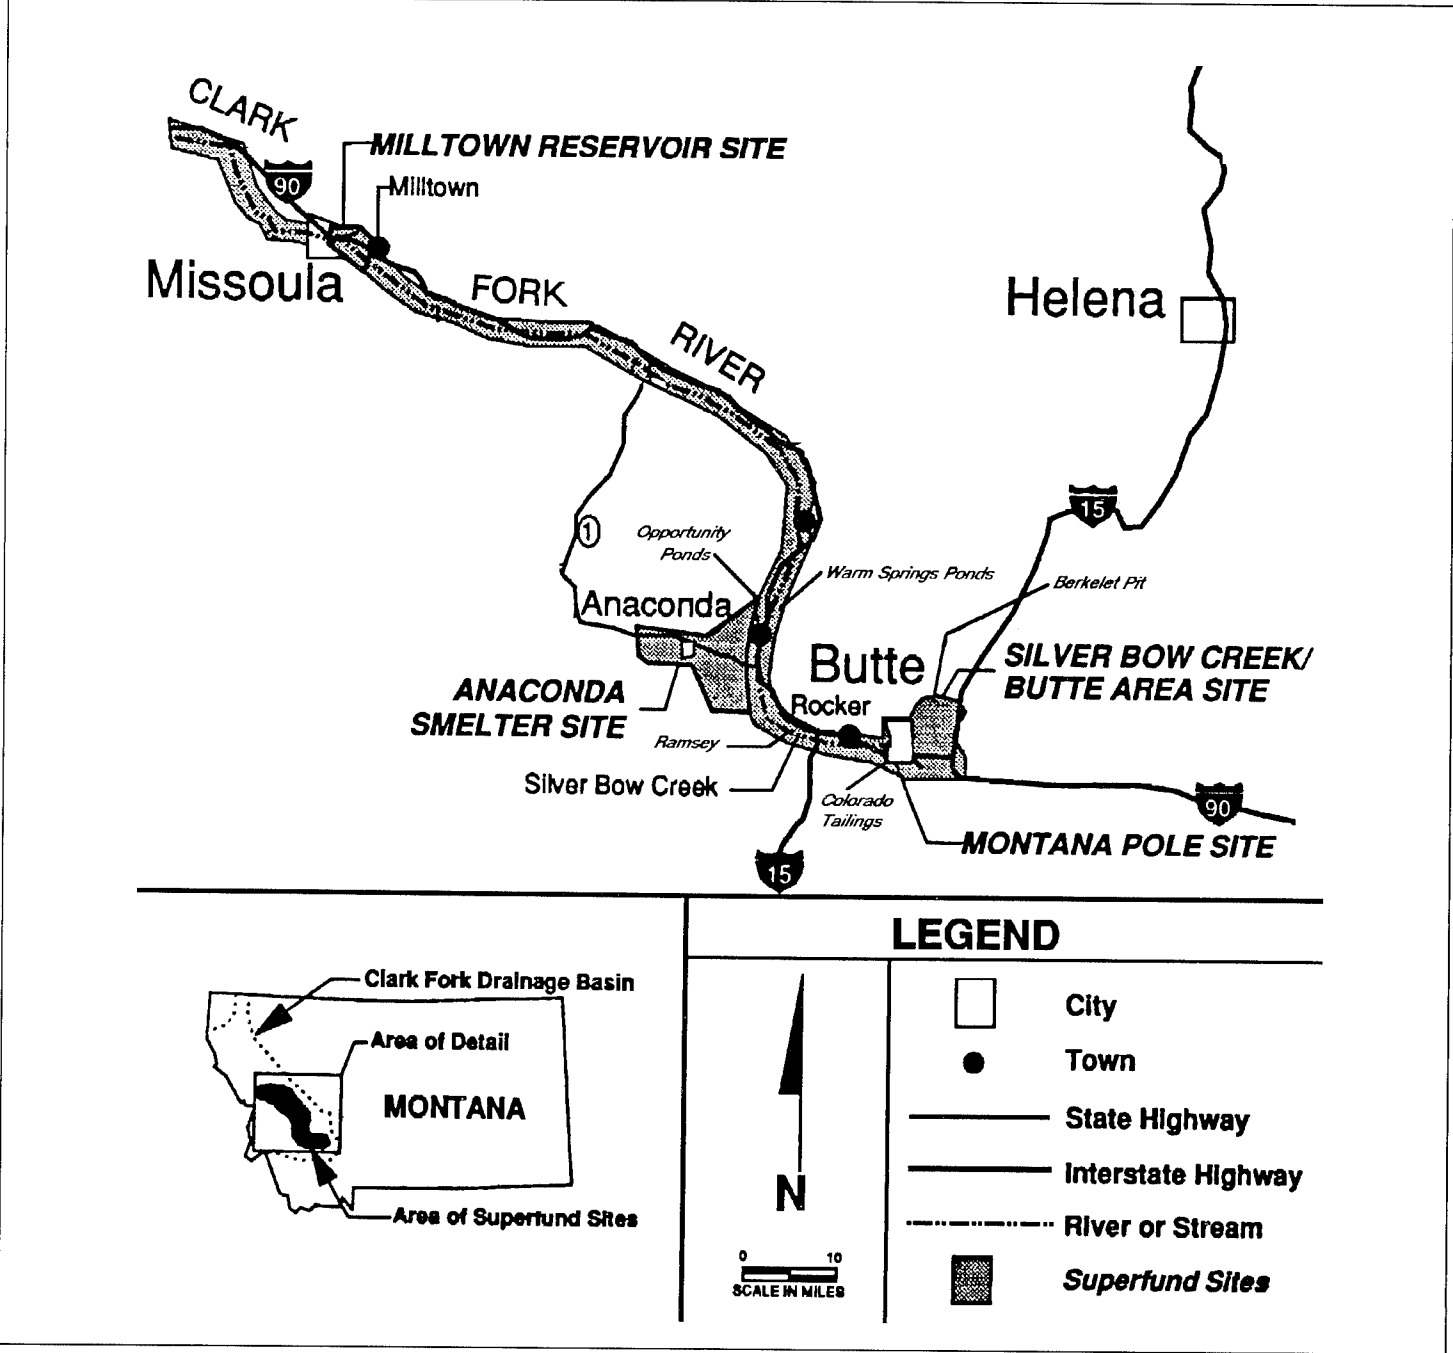 CLARK
MILLTOWN RESERVOIR SITE
90
Milltown
Missoula
FORK
Helena
RIVER
15
1
Opportunity
Ponds
Warm Springs Ponds
Berkelet Pit
Anaconda
Butte
SILVER BOW CREEK/
BUTTE AREA SITE
ANACONDA
SMELTER SITE
Rocker
Ramsey
Silver Bow Creek
Colorado
Tailings
90
MONTANA POLE SITE
15
LEGEND
Clark Fork Drainage Basin
Area of Detail
MONTANA
Area of Superfund Sites
N
0 10
SCALE IN MILES
City
Town
State Highway
Interstate Highway
River or Stream
Superfund Sites